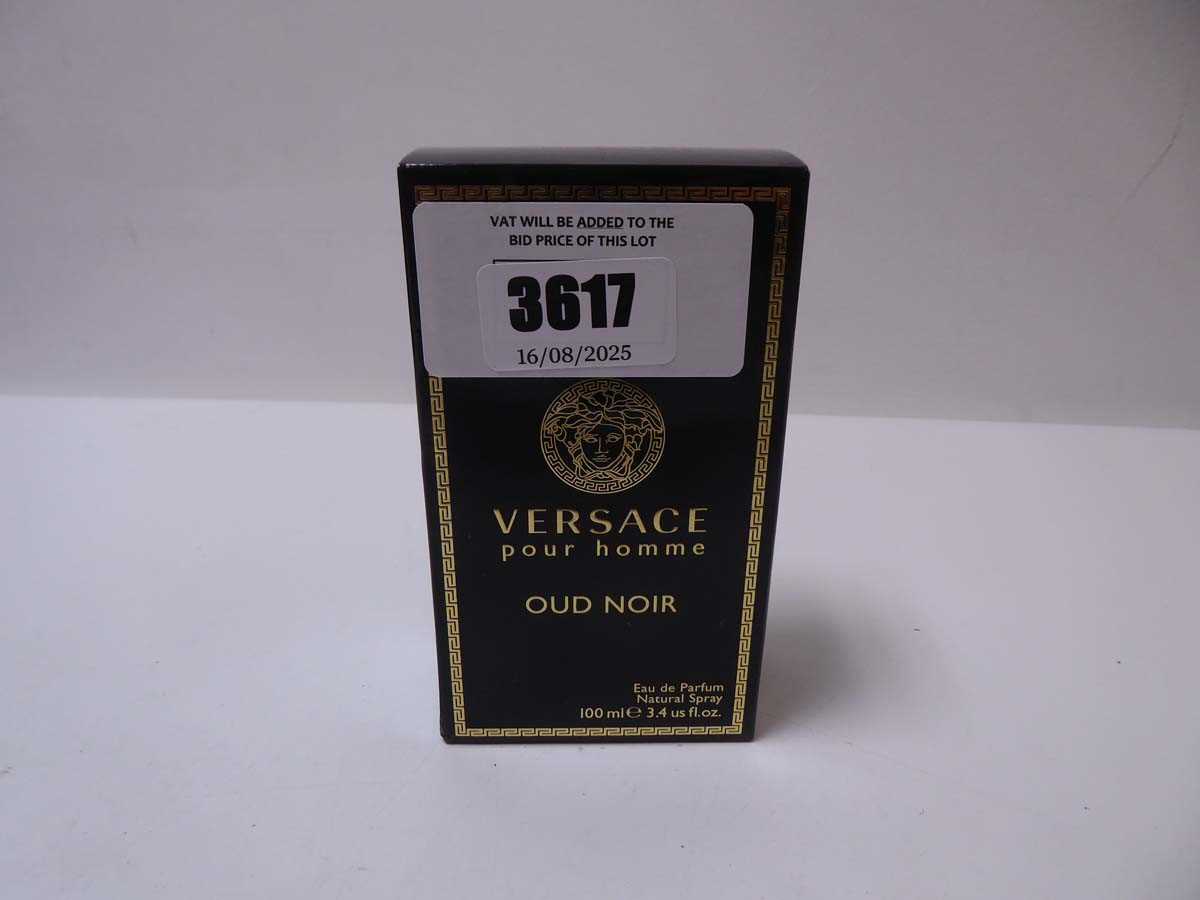 VAT WILL BE ADDED TO THE
BID PRICE OF THIS LOT
3617
16/08/2025
VERSACE
pour homme
OUD NOIR
Eau de Parfum
Natural Spray
100 ml ℮ 3.4 us fl.oz.